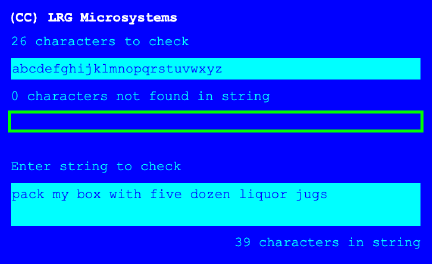 (CC) LRG Microsystems
26 characters to check
abcdefghijklmnopqrstuvwxyz
0 characters not found in string
Enter string to check
pack my box with five dozen liquor jugs
39 characters in string